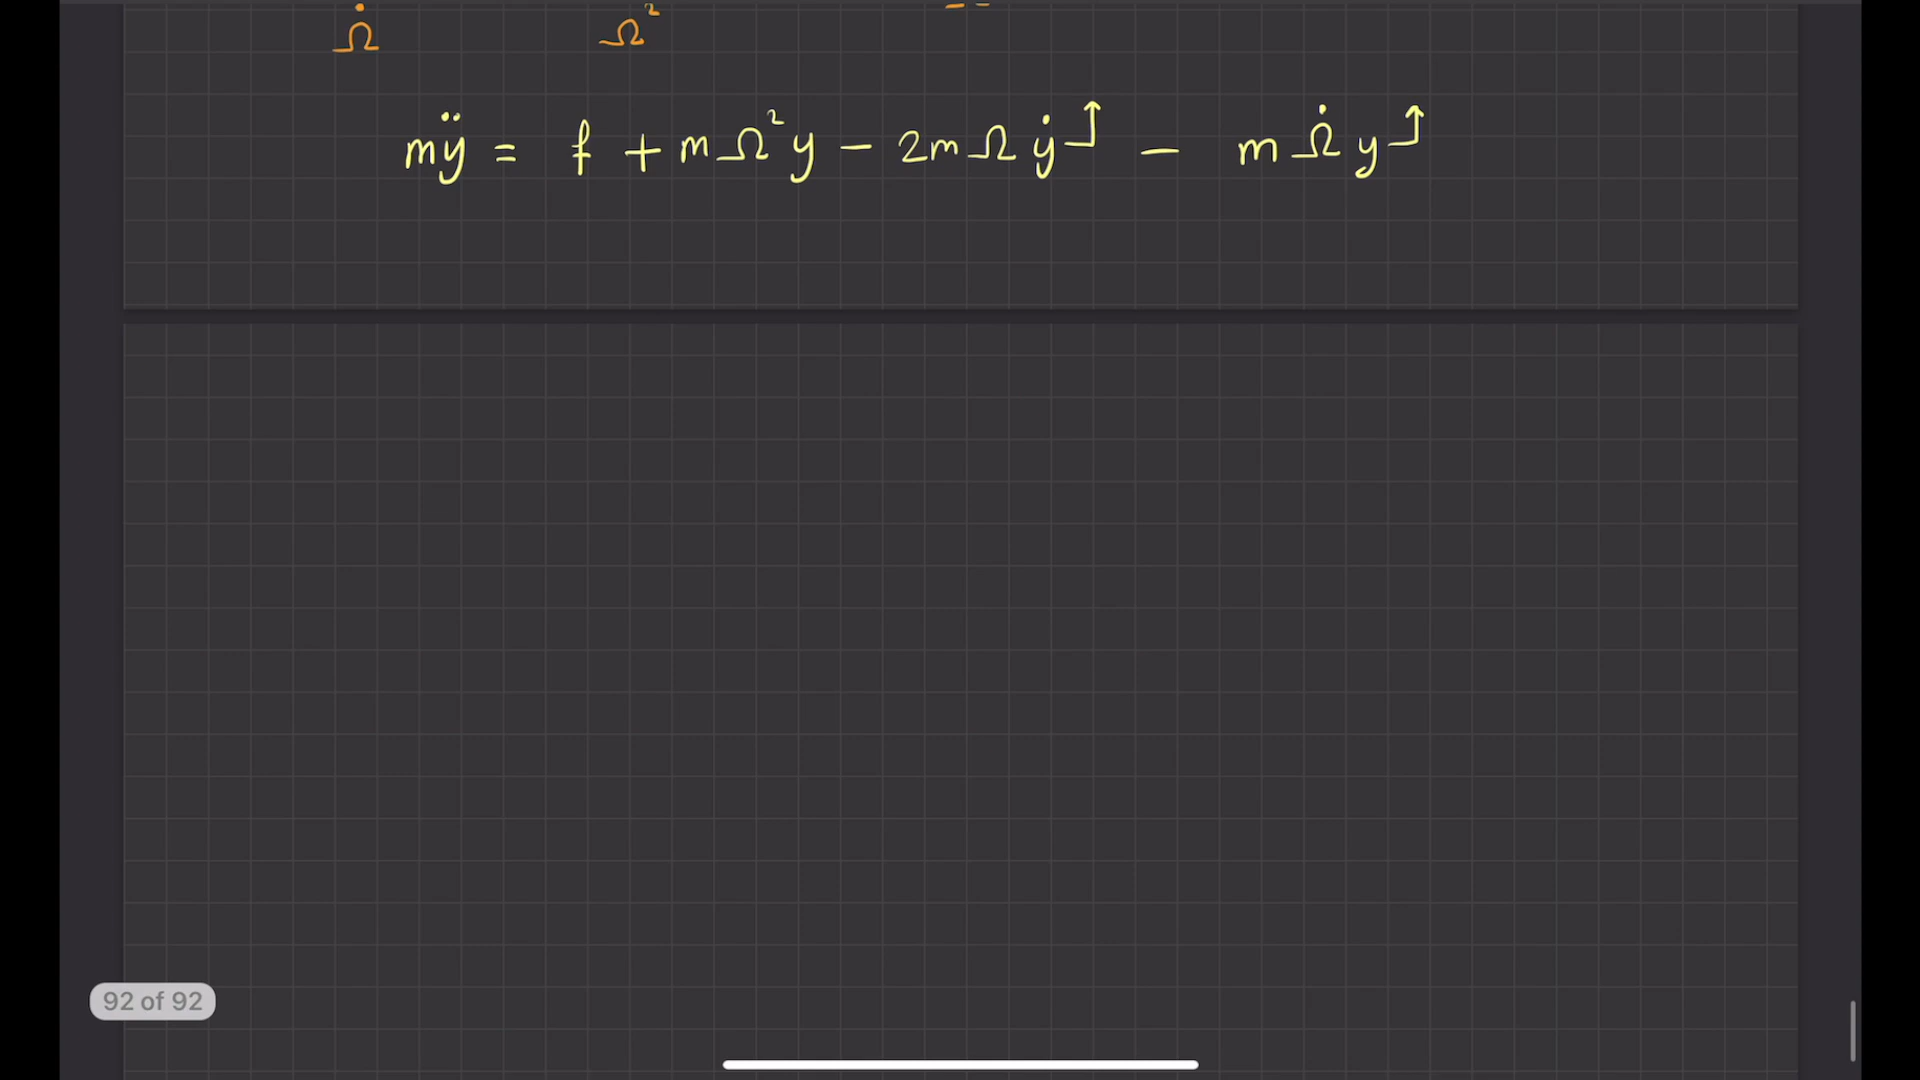 Ω̇ Ω²
mÿ = f + mΩ²y − 2mΩẏ⤴ − mΩ̇y⤴
92 of 92